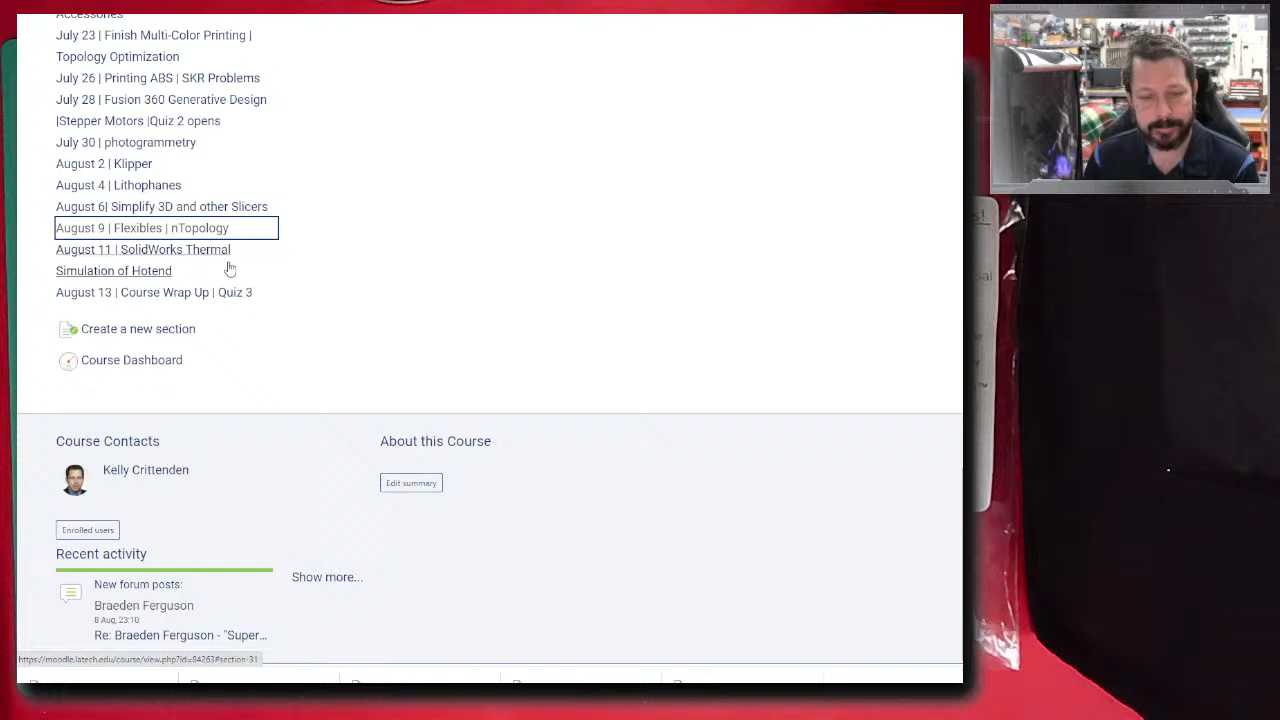 Accessories
July 23 | Finish Multi-Color Printing |
Topology Optimization
July 26 | Printing ABS | SKR Problems
July 28 | Fusion 360 Generative Design
|Stepper Motors |Quiz 2 opens
July 30 | photogrammetry
August 2 | Klipper
August 4 | Lithophanes
August 6| Simplify 3D and other Slicers
August 9 | Flexibles | nTopology
August 11 | SolidWorks Thermal
Simulation of Hotend
August 13 | Course Wrap Up | Quiz 3
Create a new section
Course Dashboard
Course Contacts
Kelly Crittenden
Enrolled users
About this Course
Edit summary
Recent activity
New forum posts:
Braeden Ferguson
8 Aug, 23:10
Re: Braeden Ferguson - "Super...
Show more...
https://moodle.latech.edu/course/view.php?id=84263#section-31